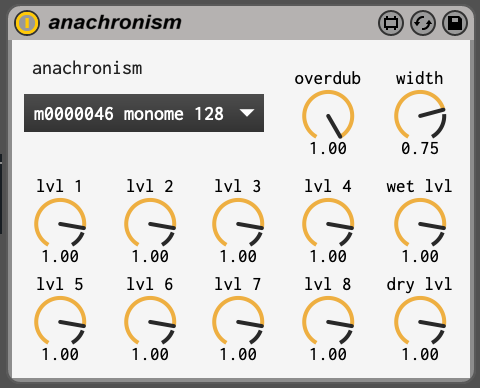 anachronism
anachronism
m0000046 monome 128
overdub width
1.00 0.75
lvl 1 lvl 2 lvl 3 lvl 4 wet lvl
1.00 1.00 1.00 1.00 1.00
lvl 5 lvl 6 lvl 7 lvl 8 dry lvl
1.00 1.00 1.00 1.00 1.00